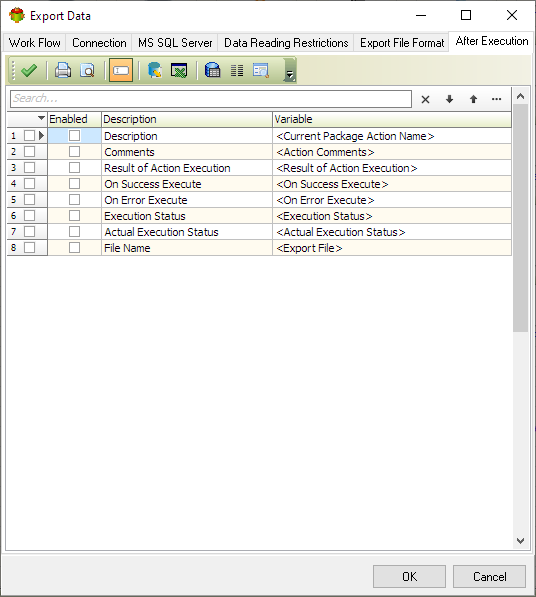 Export Data
Work Flow Connection MS SQL Server Data Reading Restrictions Export File Format After Execution
Search...
Enabled Description Variable
1 Description <Current Package Action Name>
2 Comments <Action Comments>
3 Result of Action Execution <Result of Action Execution>
4 On Success Execute <On Success Execute>
5 On Error Execute <On Error Execute>
6 Execution Status <Execution Status>
7 Actual Execution Status <Actual Execution Status>
8 File Name <Export File>
OK Cancel